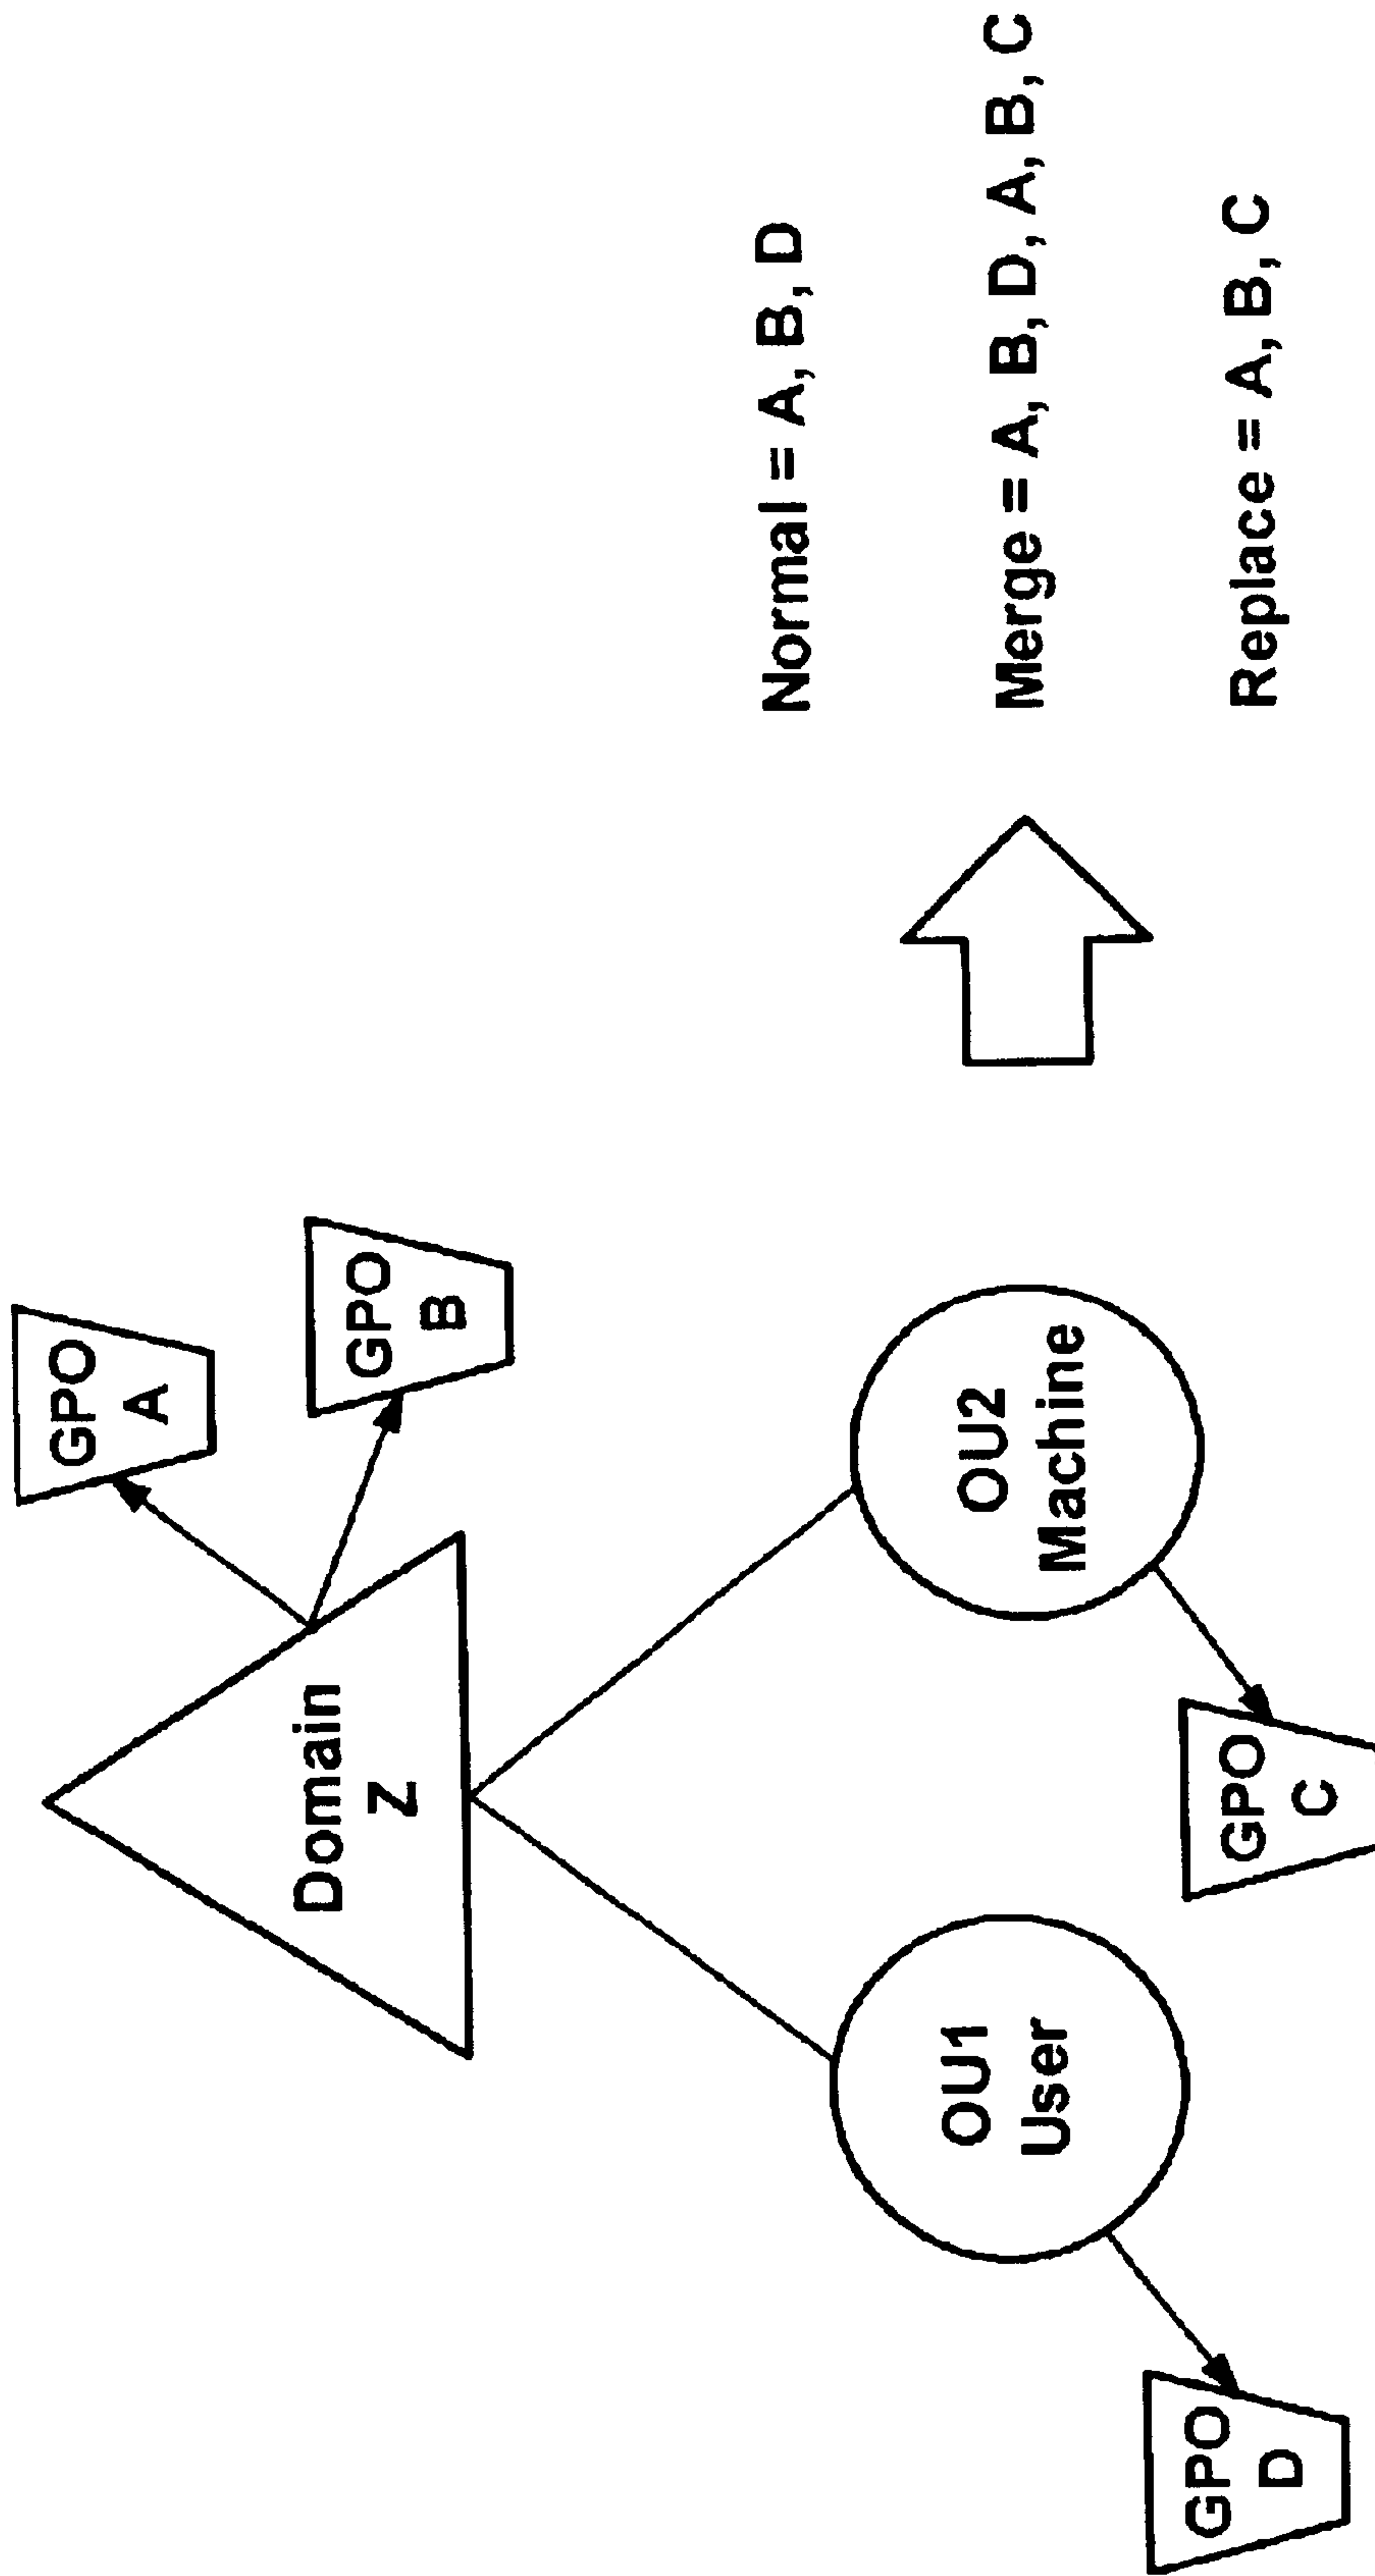 GPO
A
GPO
B
Domain
Z
OU1
User
OU2
Machine
GPO
D
GPO
C
Normal = A, B, D
Merge = A, B, D, A, B, C
Replace = A, B, C